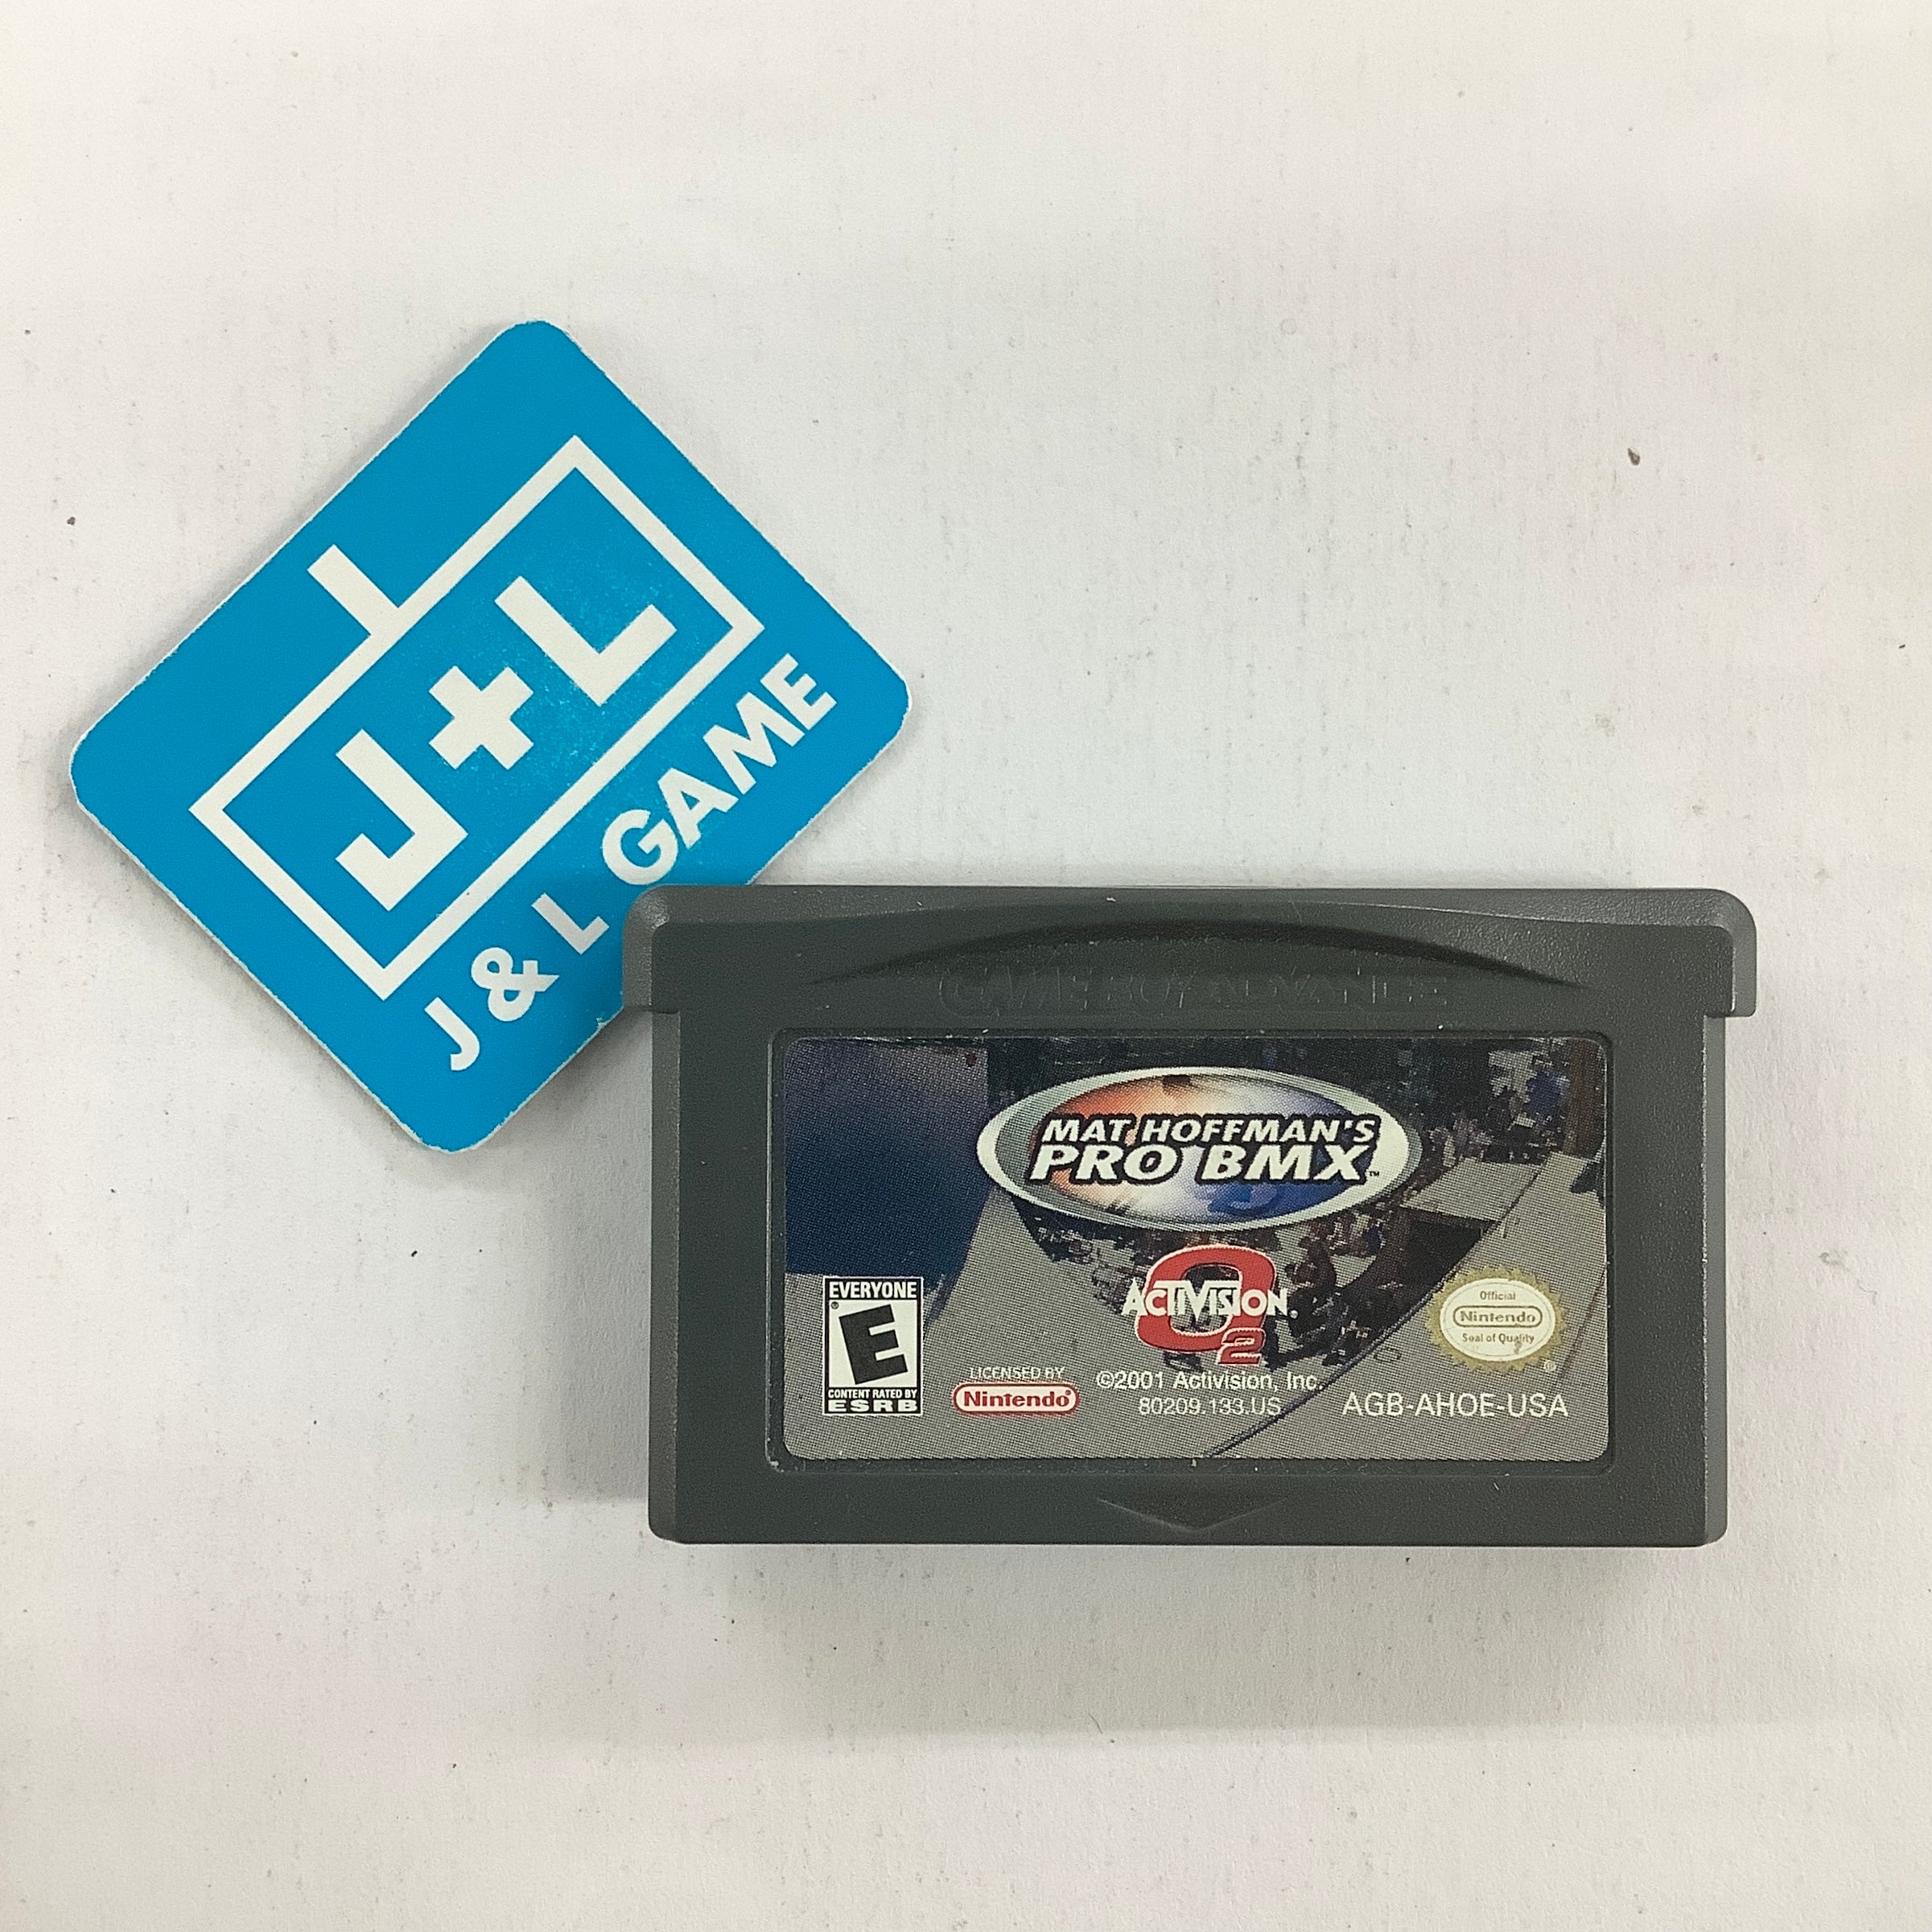 J+L
J & L GAME
GAME BOY ADVANCE
MAT HOFFMAN'S
PRO BMX™
ACTIVISION®
O2
EVERYONE
E®
CONTENT RATED BY
ESRB
LICENSED BY
Nintendo®
©2001 Activision, Inc.
80209.133.US
Official
Nintendo
Seal of Quality
®
AGB-AHOE-USA